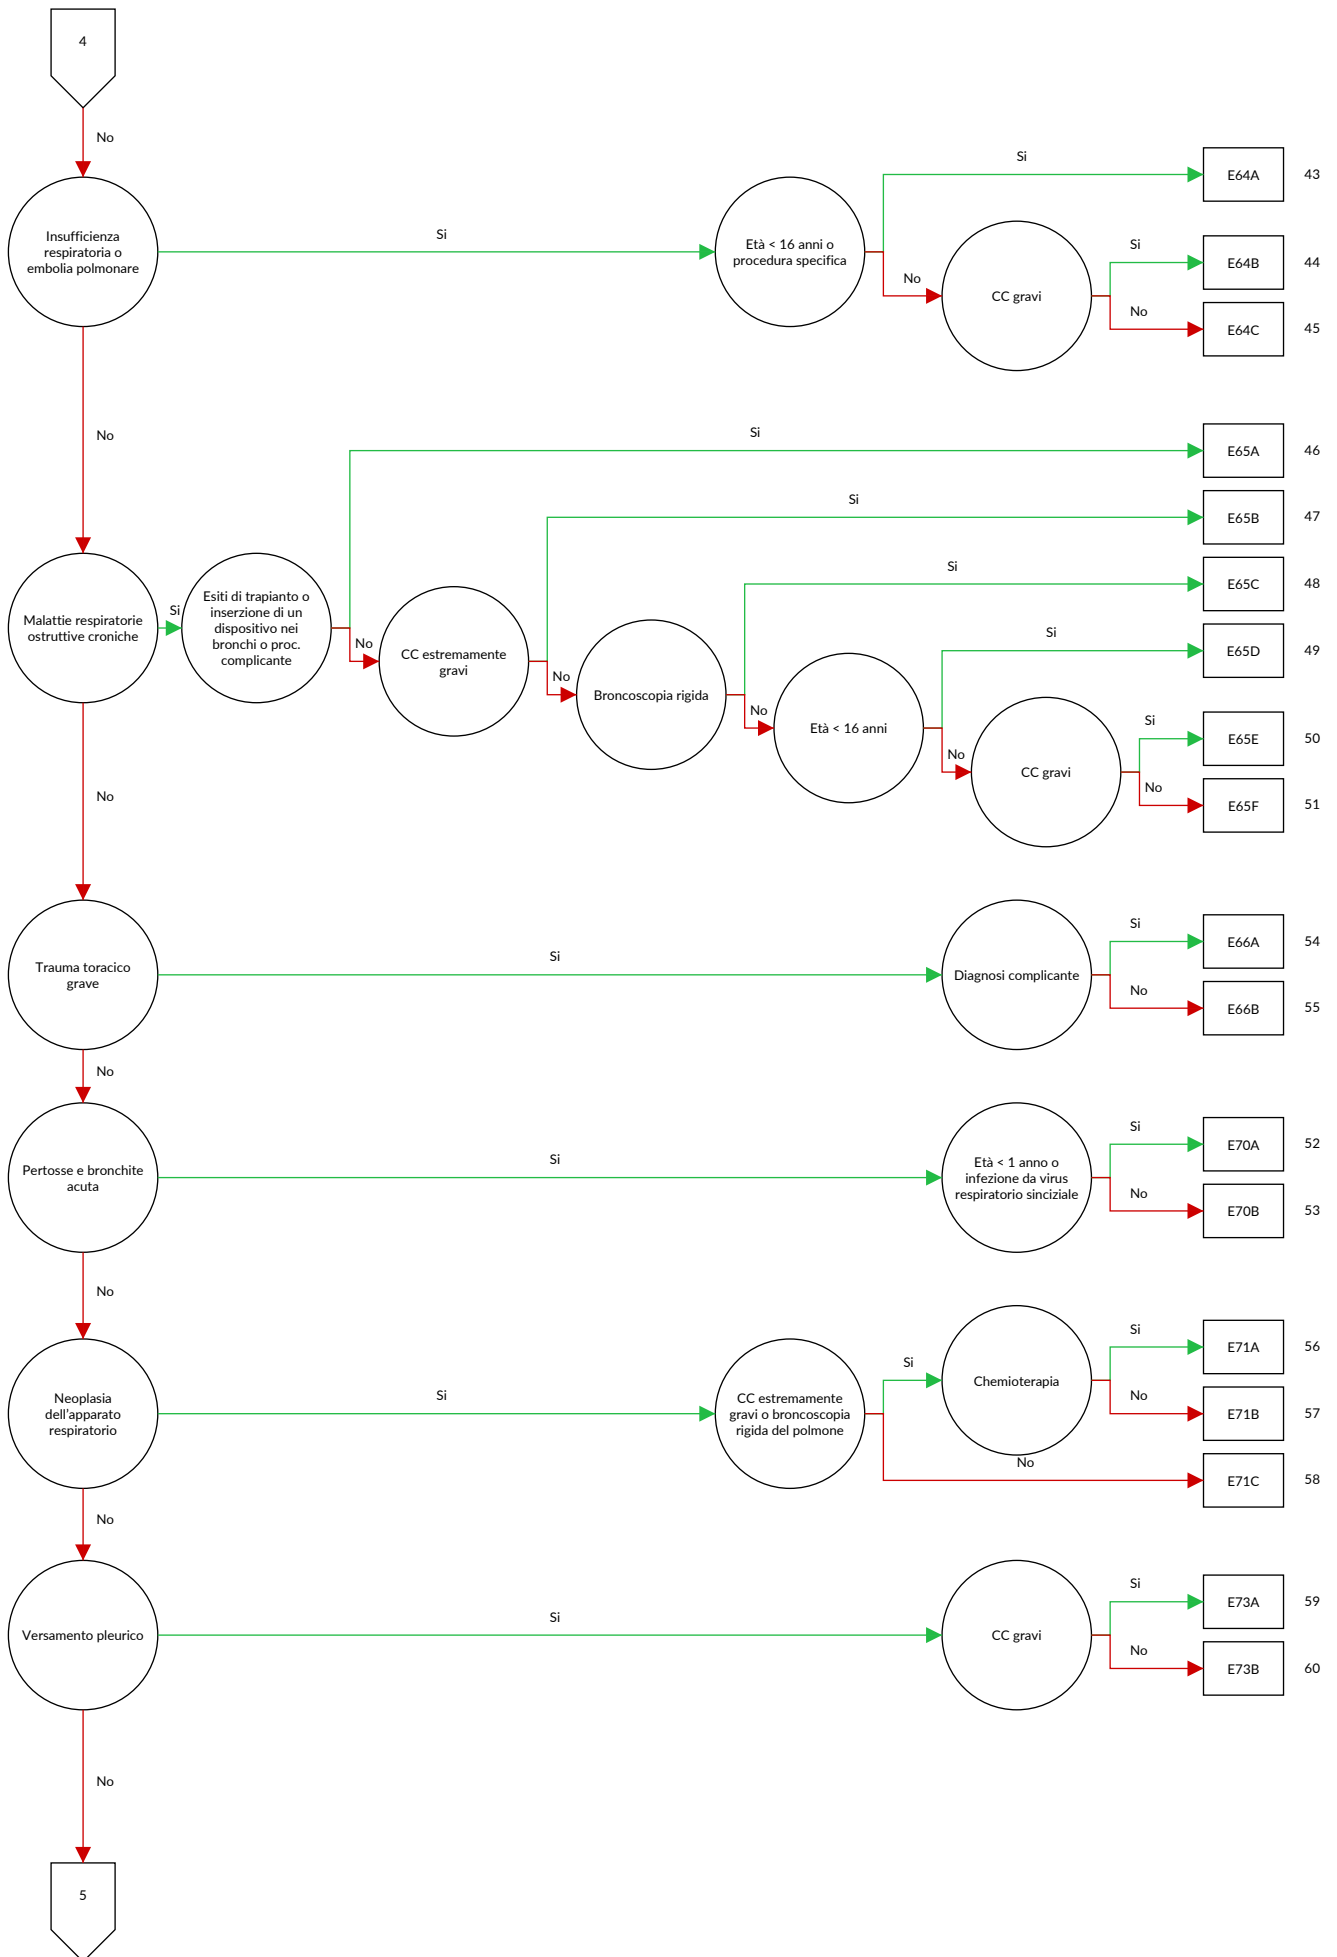 4
No
Insufficienza
respiratoria o
embolia polmonare
Si
Età < 16 anni o
procedura specifica
Si
E64A
43
No
CC gravi
Si
E64B
44
No
E64C
45
No
Malattie respiratorie
ostruttive croniche
Si
Esiti di trapianto o
inserzione di un
dispositivo nei
bronchi o proc.
complicante
Si
E65A
46
No
CC estremamente
gravi
Si
E65B
47
No
Broncoscopia rigida
Si
E65C
48
No
Età < 16 anni
Si
E65D
49
No
CC gravi
Si
E65E
50
No
E65F
51
No
Trauma toracico
grave
Si
Diagnosi complicante
Si
E66A
54
No
E66B
55
No
Pertosse e bronchite
acuta
Si
Età < 1 anno o
infezione da virus
respiratorio sinciziale
Si
E70A
52
No
E70B
53
No
Neoplasia
dell'apparato
respiratorio
Si
CC estremamente
gravi o broncoscopia
rigida del polmone
Si
Chemioterapia
Si
E71A
56
No
E71B
57
No
E71C
58
No
Versamento pleurico
Si
CC gravi
Si
E73A
59
No
E73B
60
No
5